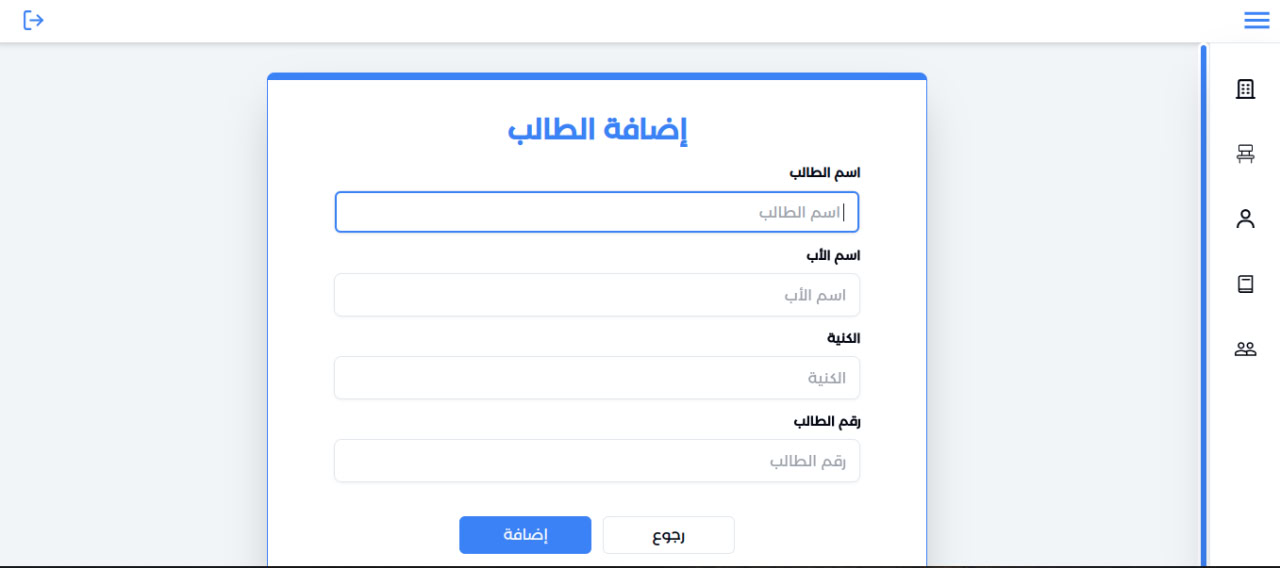 إضافة الطالب
اسم الطالب
اسم الطالب
اسم الأب
اسم الأب
الكنية
الكنية
رقم الطالب
رقم الطالب
رجوع إضافة